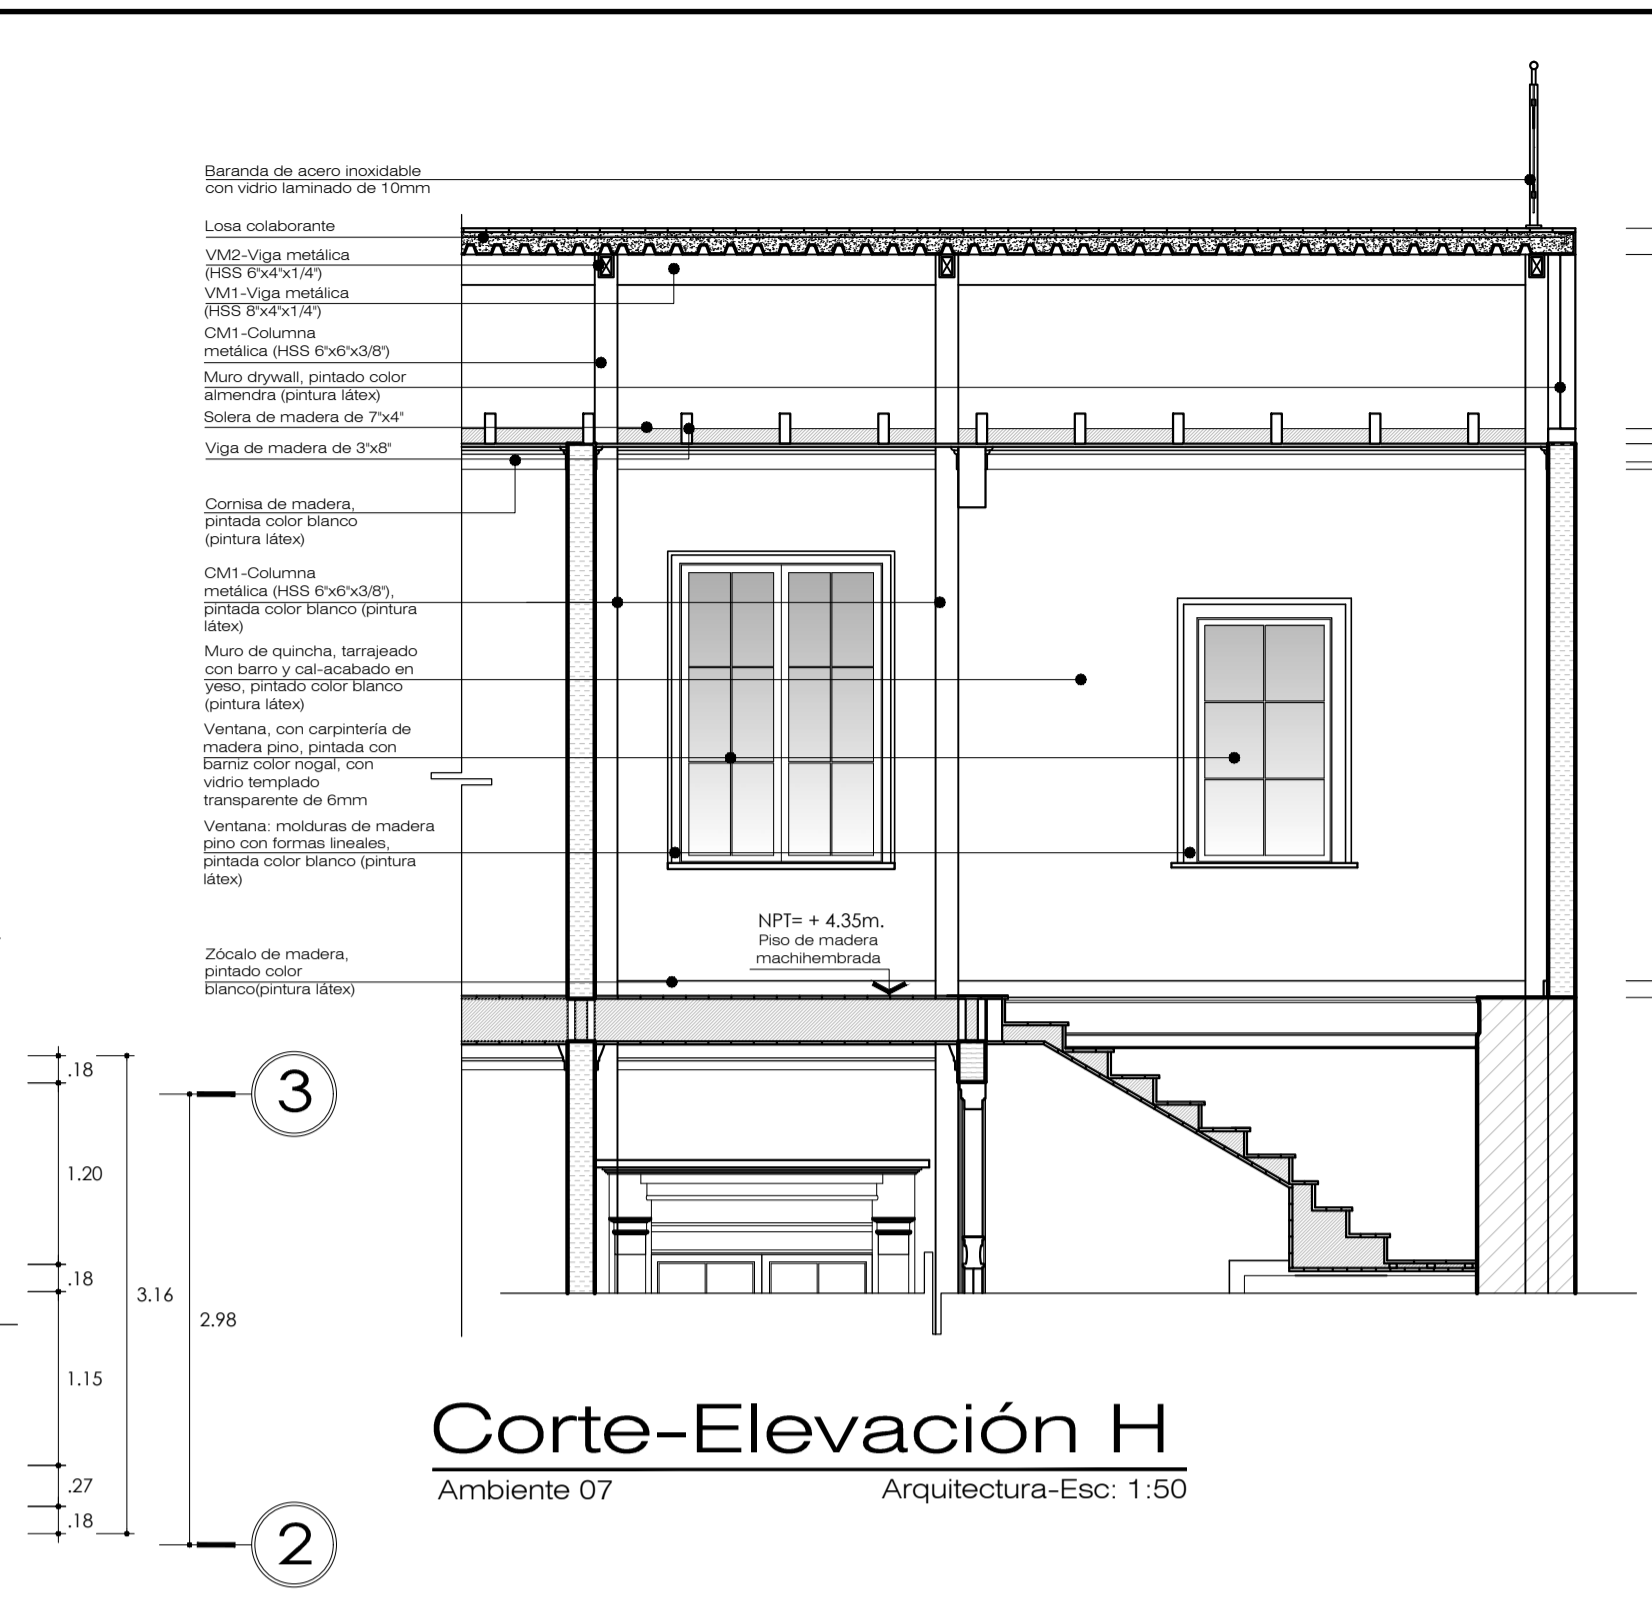 Baranda de acero inoxidable
con vidrio laminado de 10mm
Losa colaborante
VM2-Viga metálica
(HSS 6"x4"x1/4")
VM1-Viga metálica
(HSS 8"x4"x1/4")
CM1-Columna
metálica (HSS 6"x6"x3/8")
Muro drywall, pintado color
almendra (pintura látex)
Solera de madera de 7"x4"
Viga de madera de 3"x8"
Cornisa de madera,
pintada color blanco
(pintura látex)
CM1-Columna
metálica (HSS 6"x6"x3/8"),
pintada color blanco (pintura
látex)
Muro de quincha, tarrajeado
con barro y cal-acabado en
yeso, pintado color blanco
(pintura látex)
Ventana, con carpintería de
madera pino, pintada con
barniz color nogal, con
vidrio templado
transparente de 6mm
Ventana: molduras de madera
pino con formas lineales,
pintada color blanco (pintura
látex)
Zócalo de madera,
pintado color
blanco(pintura látex)
NPT= + 4.35m.
Piso de madera
machihembrada
.18
1.20
.18
1.15
.27
.18
3.16
2.98
3
2
Corte-Elevación H
Ambiente 07
Arquitectura-Esc: 1:50